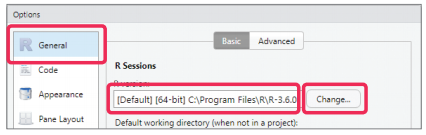 Options
General
Basic Advanced
Code
R Sessions
Appearance
R version:
[Default] [64-bit] C:\Program Files\R\R-3.6.0 Change...
Pane Layout
Default working directory (when not in a project):